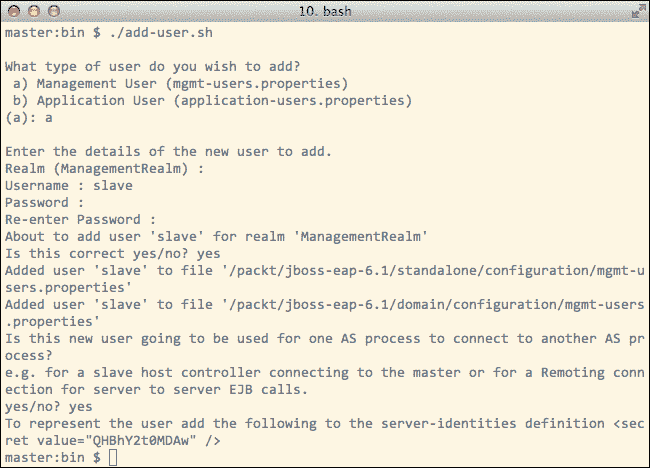 10. bash
master:bin $ ./add-user.sh
What type of user do you wish to add?
a) Management User (mgmt-users.properties)
b) Application User (application-users.properties)
(a): a
Enter the details of the new user to add.
Realm (ManagementRealm) :
Username : slave
Password :
Re-enter Password :
About to add user 'slave' for realm 'ManagementRealm'
Is this correct yes/no? yes
Added user 'slave' to file '/packt/jboss-eap-6.1/standalone/configuration/mgmt-u
sers.properties'
Added user 'slave' to file '/packt/jboss-eap-6.1/domain/configuration/mgmt-users
.properties'
Is this new user going to be used for one AS process to connect to another AS pr
ocess?
e.g. for a slave host controller connecting to the master or for a Remoting conn
ection for server to server EJB calls.
yes/no? yes
To represent the user add the following to the server-identities definition <sec
ret value="QHBhY2t0MDAw" />
master:bin $